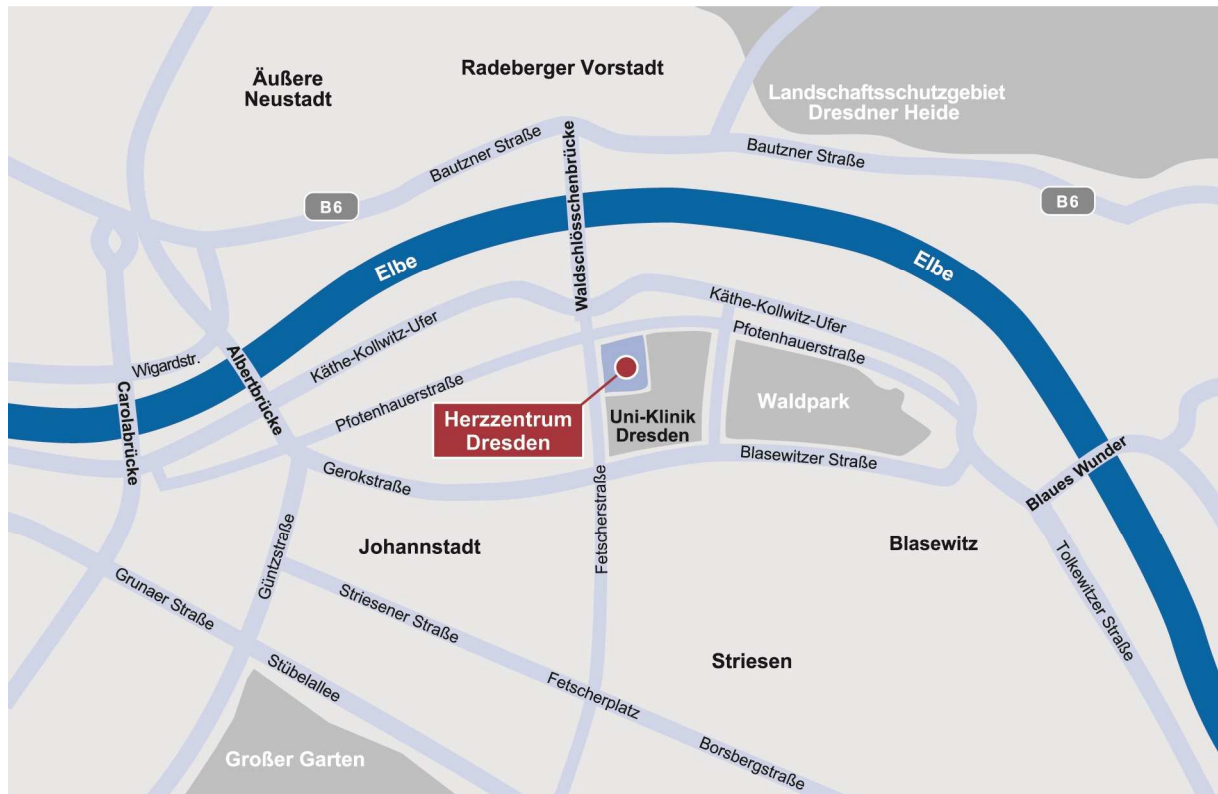 Äußere
Neustadt
Radeberger Vorstadt
Landschaftsschutzgebiet
Dresdner Heide
Bautzner Straße
Bautzner Straße
B6
B6
Waldschlösschenbrücke
Elbe
Elbe
Käthe-Kollwitz-Ufer
Käthe-Kollwitz-Ufer
Pfotenhauerstraße
Pfotenhauerstraße
Wigardstr.
Albertbrücke
Carolabrücke
Herzzentrum
Dresden
Uni-Klinik
Dresden
Waldpark
Blasewitzer Straße
Blaues Wunder
Gerokstraße
Fetscherstraße
Johannstadt
Blasewitz
Güntzstraße
Grunaer Straße
Striesener Straße
Tolkewitzer Straße
Striesen
Stübelallee
Fetscherplatz
Borsbergstraße
Großer Garten